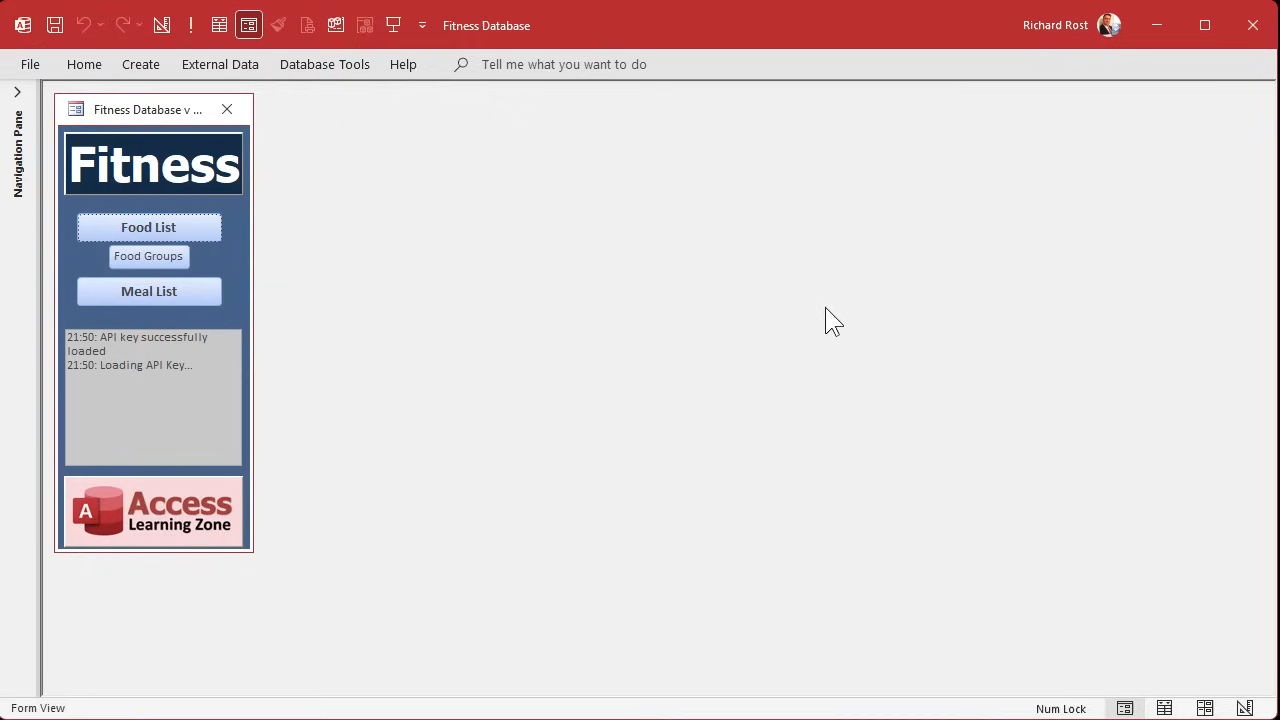 Fitness Database
Richard Rost
File
Home
Create
External Data
Database Tools
Help
Tell me what you want to do
Navigation Pane
Fitness Database v ...
Fitness
Food List
Food Groups
Meal List
21:50: API key successfully
loaded
21:50: Loading API Key...
A
Access
Learning Zone
Form View
Num Lock